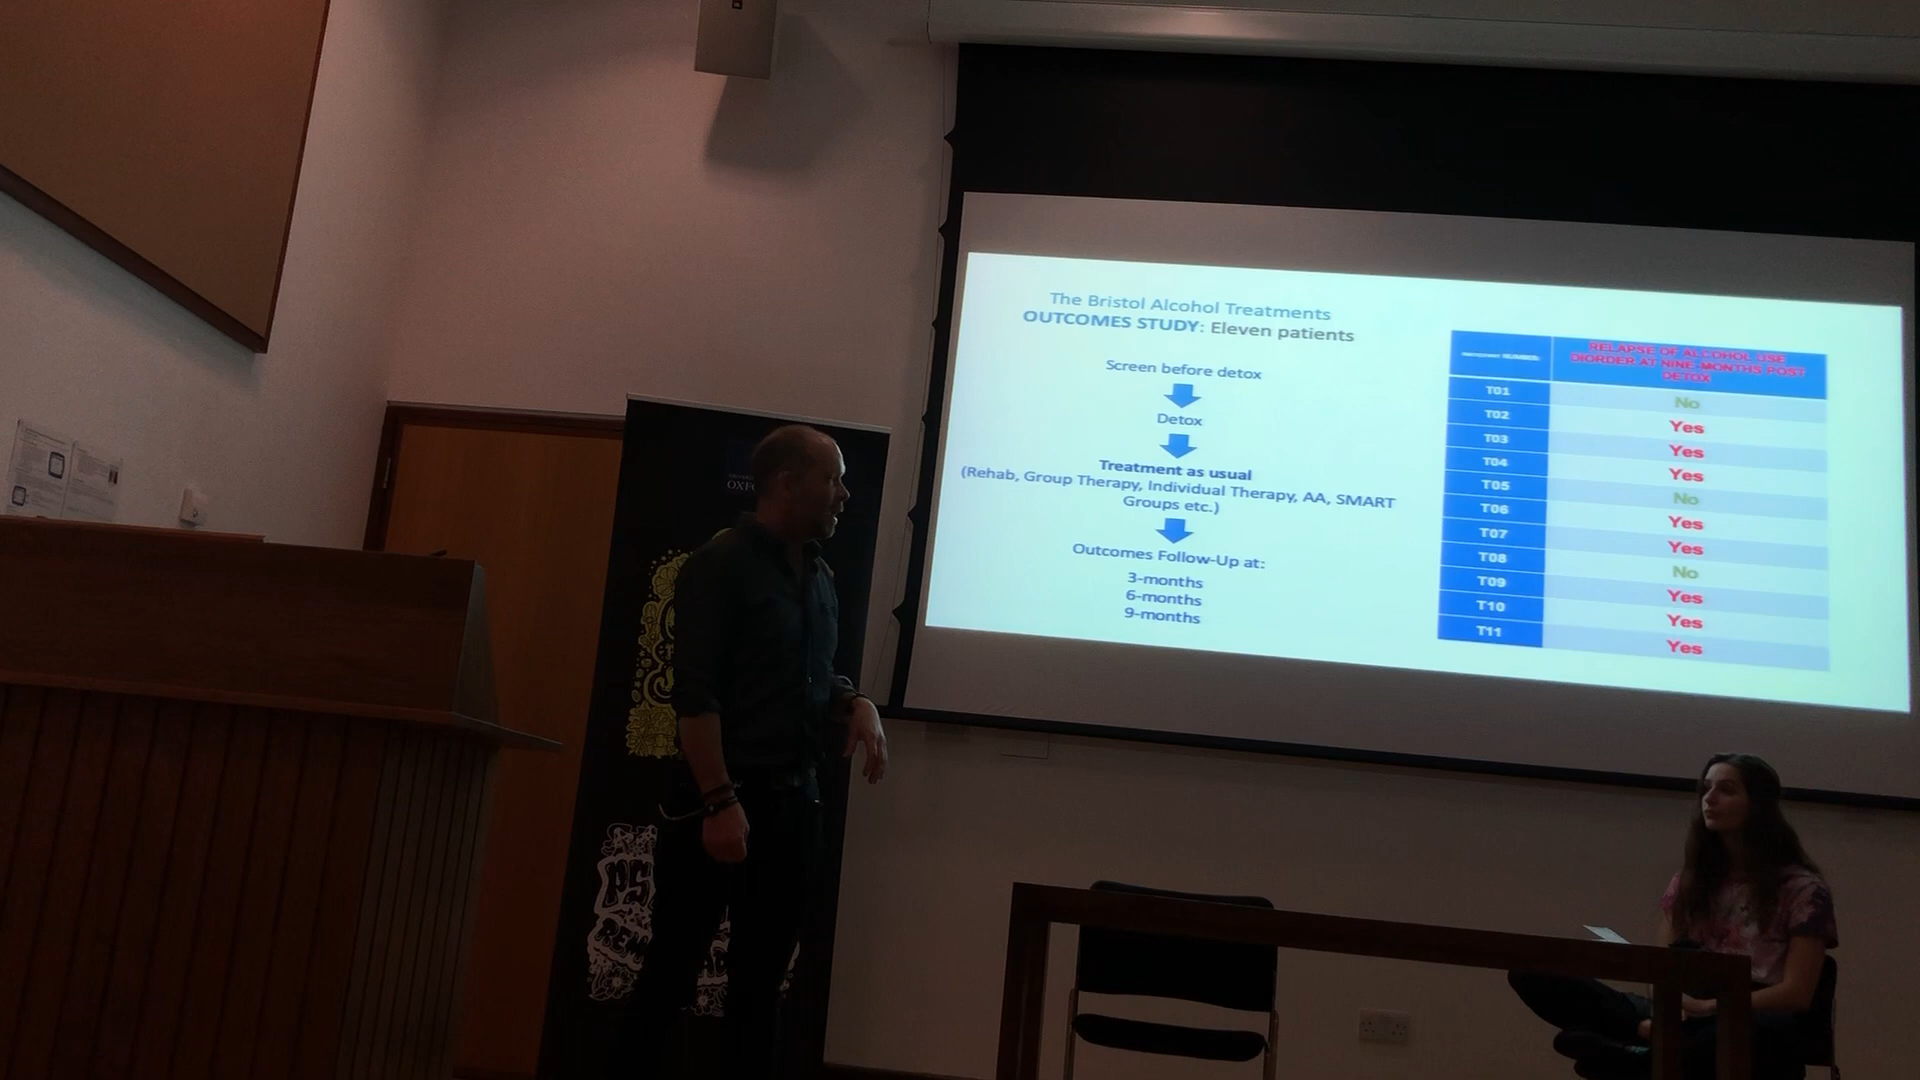 The Bristol Alcohol Treatments
OUTCOMES STUDY: Eleven patients
Screen before detox
Detox
Treatment as usual
(Rehab, Group Therapy, Individual Therapy, AA, SMART
Groups etc.)
Outcomes Follow-Up at:
3-months
6-months
9-months
NUMBER
RELAPSE OF ALCOHOL USE
DIORDER AT NINE-MONTHS POST
DETOX
T01 No
T02 Yes
T03 Yes
T04 Yes
T05 No
T06 Yes
T07 Yes
T08 No
T09 Yes
T10 Yes
T11 Yes